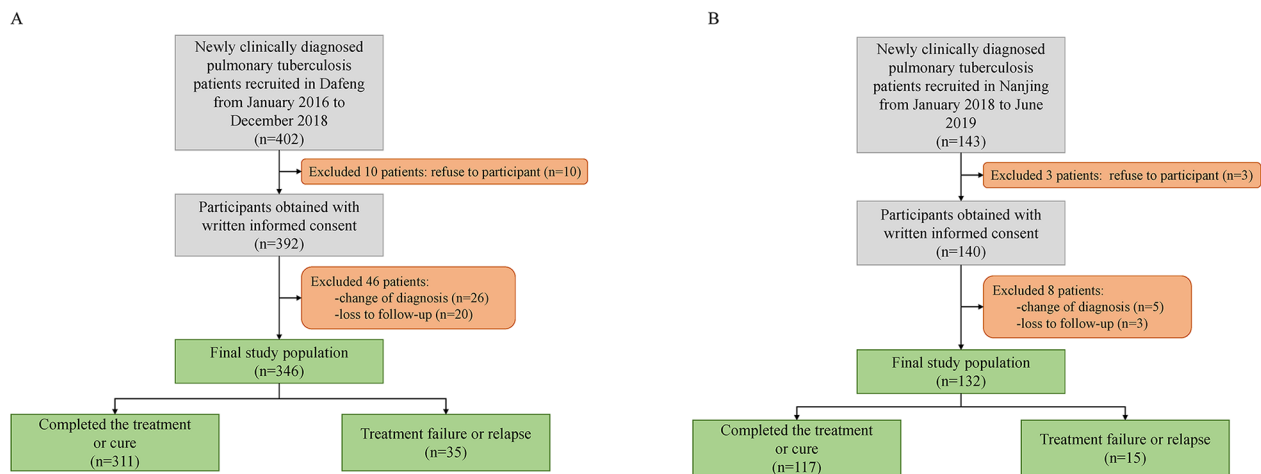 A
Newly clinically diagnosed
pulmonary tuberculosis
patients recruited in Dafeng
from January 2016 to
December 2018
(n=402)
Excluded 10 patients: refuse to participant (n=10)
Participants obtained with
written informed consent
(n=392)
Excluded 46 patients:
-change of diagnosis (n=26)
-loss to follow-up (n=20)
Final study population
(n=346)
Completed the treatment
or cure
(n=311)
Treatment failure or relapse
(n=35)
B
Newly clinically diagnosed
pulmonary tuberculosis
patients recruited in Nanjing
from January 2018 to June
2019
(n=143)
Excluded 3 patients: refuse to participant (n=3)
Participants obtained with
written informed consent
(n=140)
Excluded 8 patients:
-change of diagnosis (n=5)
-loss to follow-up (n=3)
Final study population
(n=132)
Completed the treatment
or cure
(n=117)
Treatment failure or relapse
(n=15)